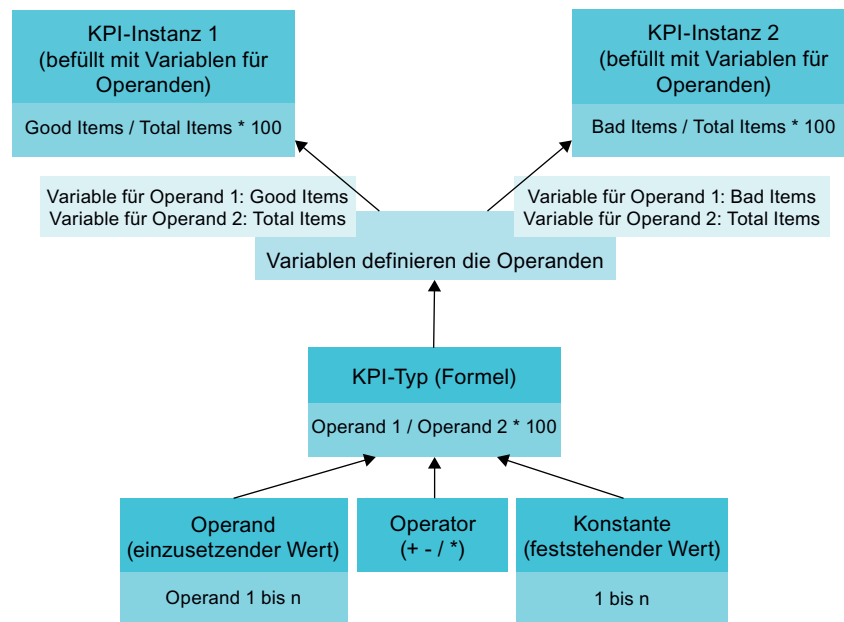 KPI-Instanz 1
(befüllt mit Variablen für
Operanden)
Good Items / Total Items * 100
KPI-Instanz 2
(befüllt mit Variablen für
Operanden)
Bad Items / Total Items * 100
Variable für Operand 1: Good Items
Variable für Operand 2: Total Items
Variable für Operand 1: Bad Items
Variable für Operand 2: Total Items
Variablen definieren die Operanden
KPI-Typ (Formel)
Operand 1 / Operand 2 * 100
Operand
(einzusetzender Wert)
Operand 1 bis n
Operator
(+ - / *)
Konstante
(feststehender Wert)
1 bis n